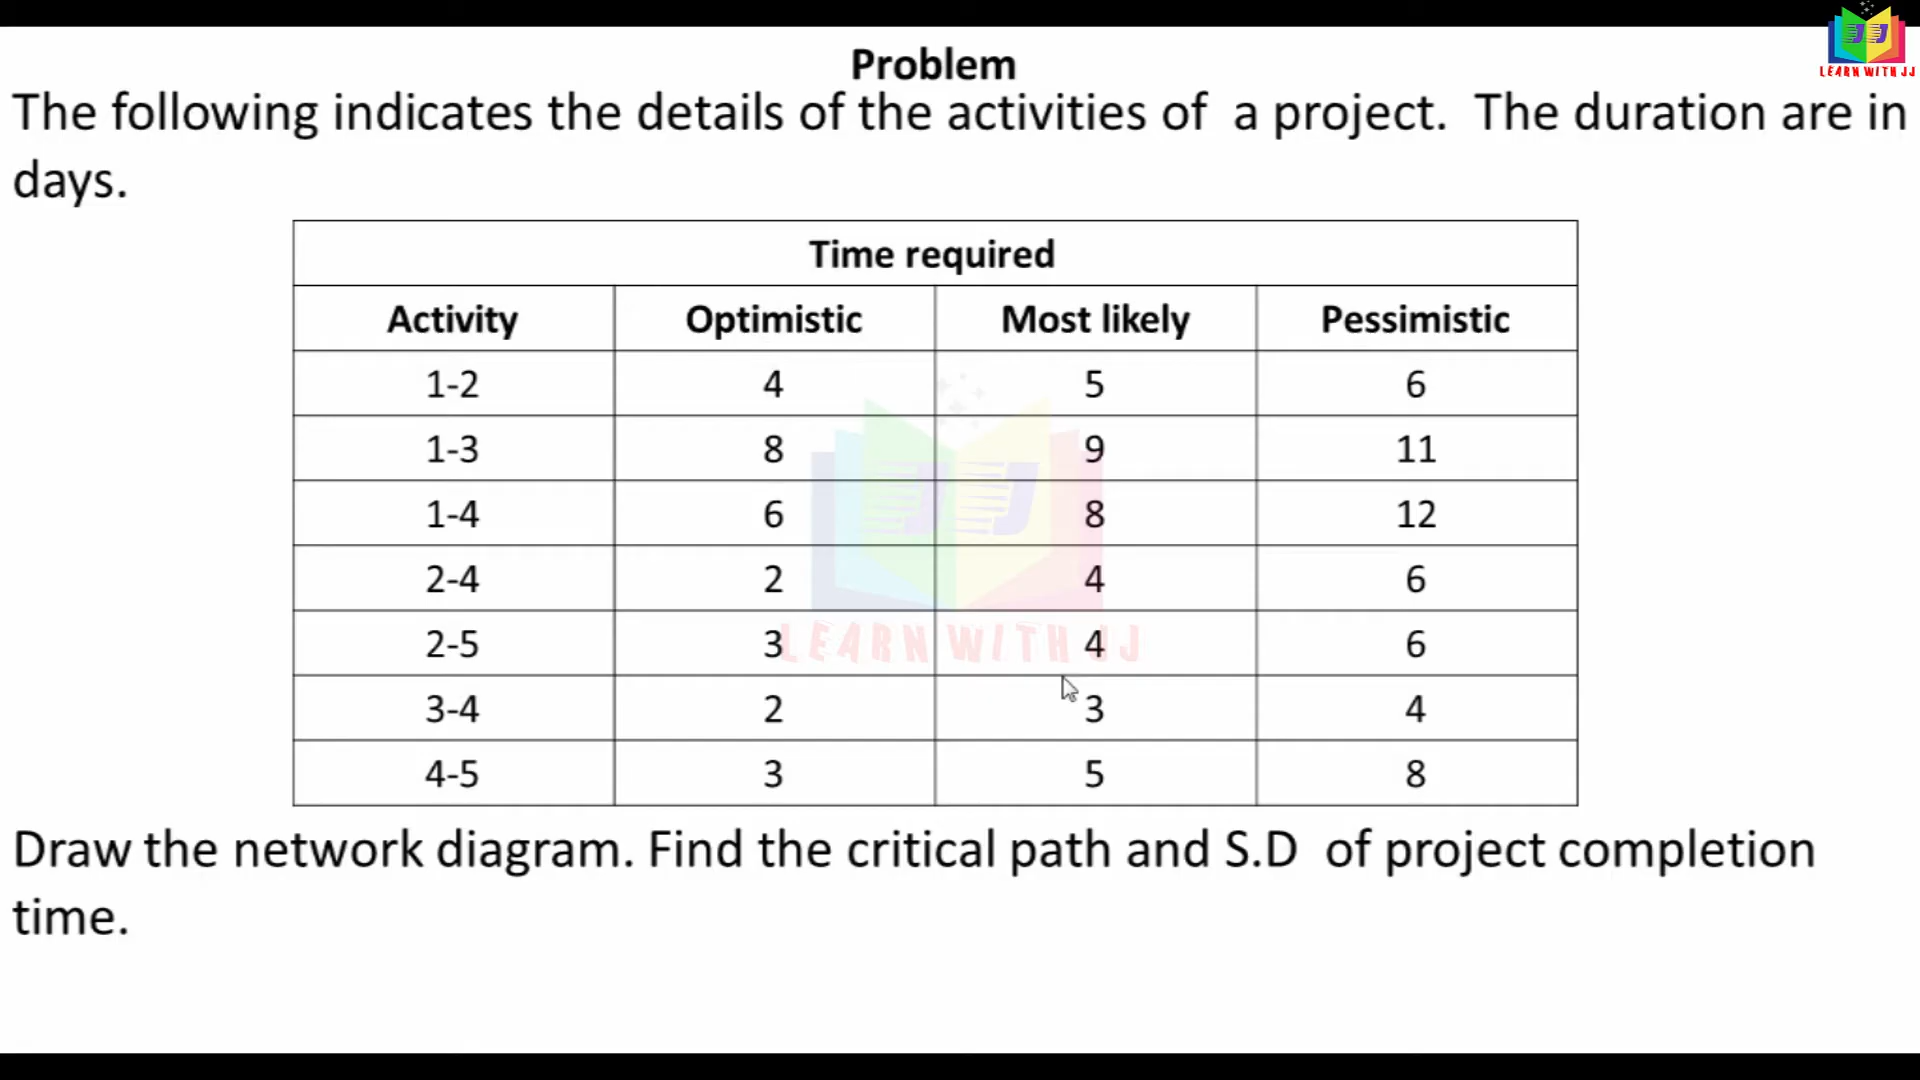 LEARN WITH JJ
Problem
The following indicates the details of the activities of a project. The duration are in
days.
Time required
Activity Optimistic Most likely Pessimistic
1-2 4 5 6
1-3 8 9 11
1-4 6 8 12
2-4 2 4 6
2-5 3 4 6
LEARN WITH JJ
3-4 2 3 4
4-5 3 5 8
Draw the network diagram. Find the critical path and S.D of project completion
time.